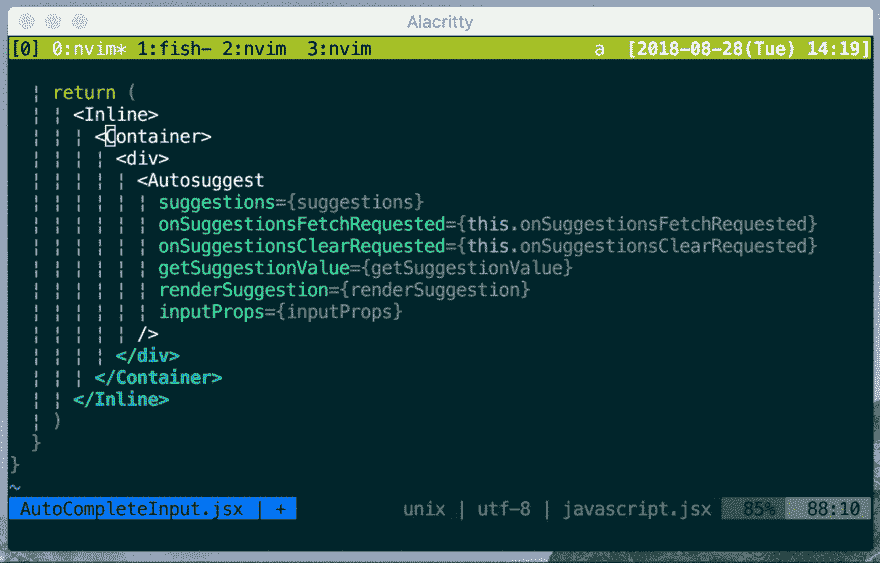 Alacritty
[0] 0:nvim* 1:fish- 2:nvim  3:nvim a [2018-08-28(Tue) 14:19]
return (
<Inline>
<Container>
<div>
<Autosuggest
suggestions={suggestions}
onSuggestionsFetchRequested={this.onSuggestionsFetchRequested}
onSuggestionsClearRequested={this.onSuggestionsClearRequested}
getSuggestionValue={getSuggestionValue}
renderSuggestion={renderSuggestion}
inputProps={inputProps}
/>
</div>
</Container>
</Inline>
)
}
}
~
AutoCompleteInput.jsx | + unix | utf-8 | javascript.jsx 85% 88:10